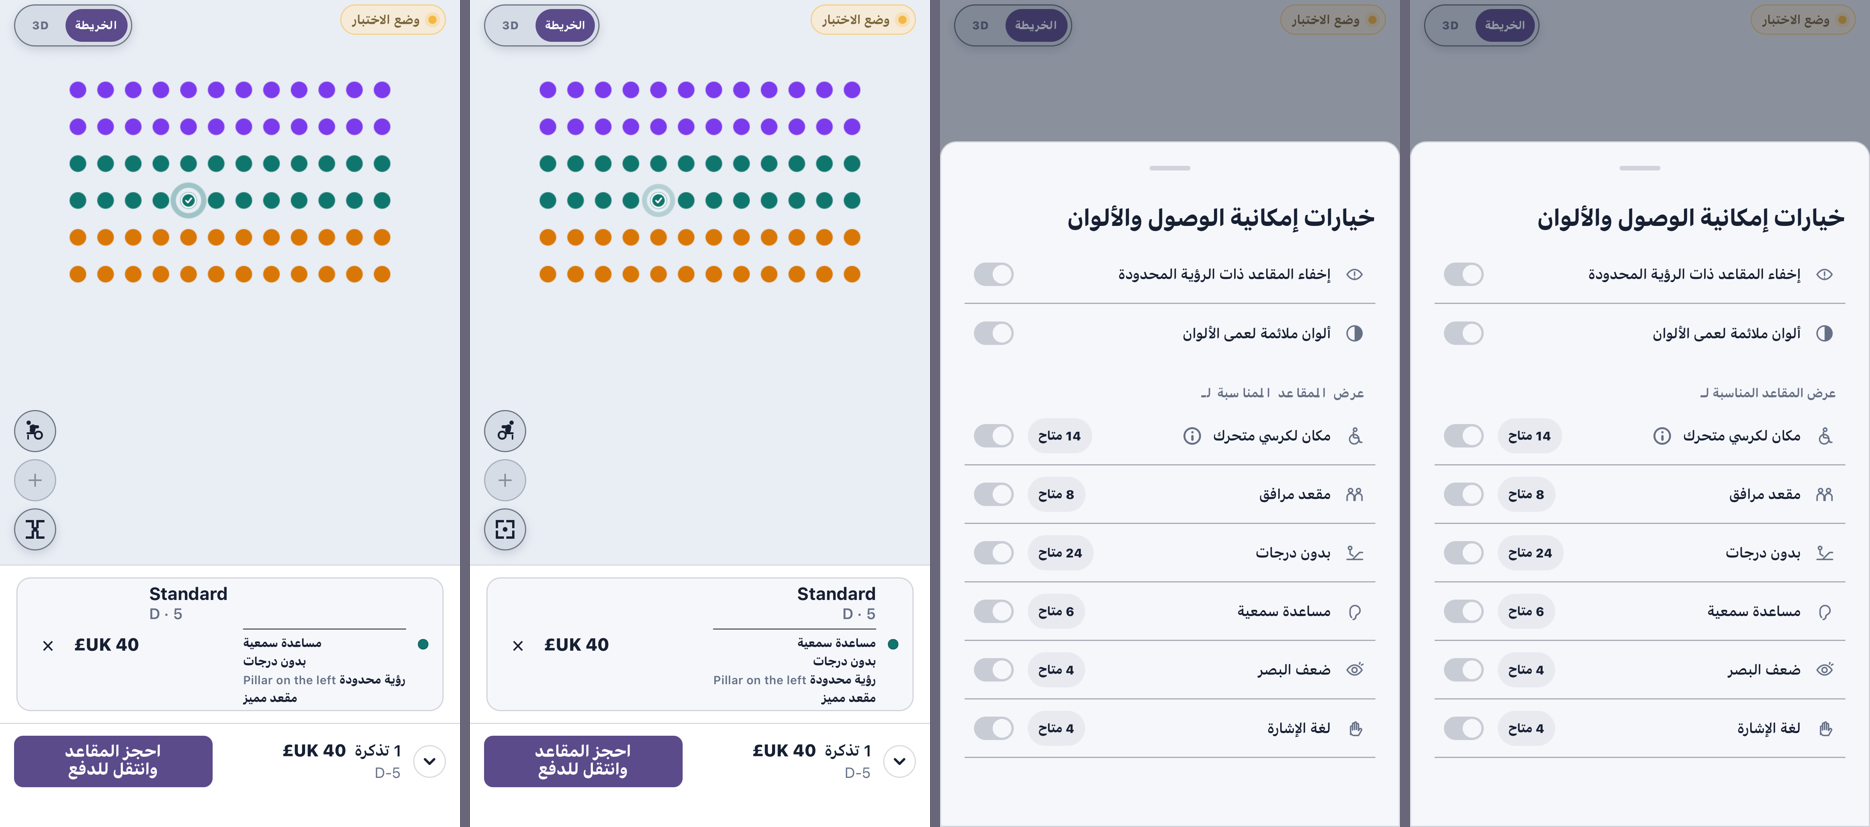 وضع الاختبار
الخريطة 3D
Standard
D · 5
مساعدة سمعية
بدون درجات
رؤية محدودة Pillar on the left
مقعد مميز
£UK 40 ×
1 تذكرة £UK 40
D-5
احجز المقاعد
وانتقل للدفع
وضع الاختبار
الخريطة 3D
Standard
D · 5
مساعدة سمعية
بدون درجات
رؤية محدودة Pillar on the left
مقعد مميز
£UK 40 ×
1 تذكرة £UK 40
D-5
احجز المقاعد
وانتقل للدفع
وضع الاختبار
الخريطة 3D
خيارات إمكانية الوصول والألوان
إخفاء المقاعد ذات الرؤية المحدودة
ألوان ملائمة لعمى الألوان
عرض المقاعد المناسبة لـ
مكان لكرسي متحرك 14 متاح
مقعد مرافق 8 متاح
بدون درجات 24 متاح
مساعدة سمعية 6 متاح
ضعف البصر 4 متاح
لغة الإشارة 4 متاح
وضع الاختبار
الخريطة 3D
خيارات إمكانية الوصول والألوان
إخفاء المقاعد ذات الرؤية المحدودة
ألوان ملائمة لعمى الألوان
عرض المقاعد المناسبة لـ
مكان لكرسي متحرك 14 متاح
مقعد مرافق 8 متاح
بدون درجات 24 متاح
مساعدة سمعية 6 متاح
ضعف البصر 4 متاح
لغة الإشارة 4 متاح